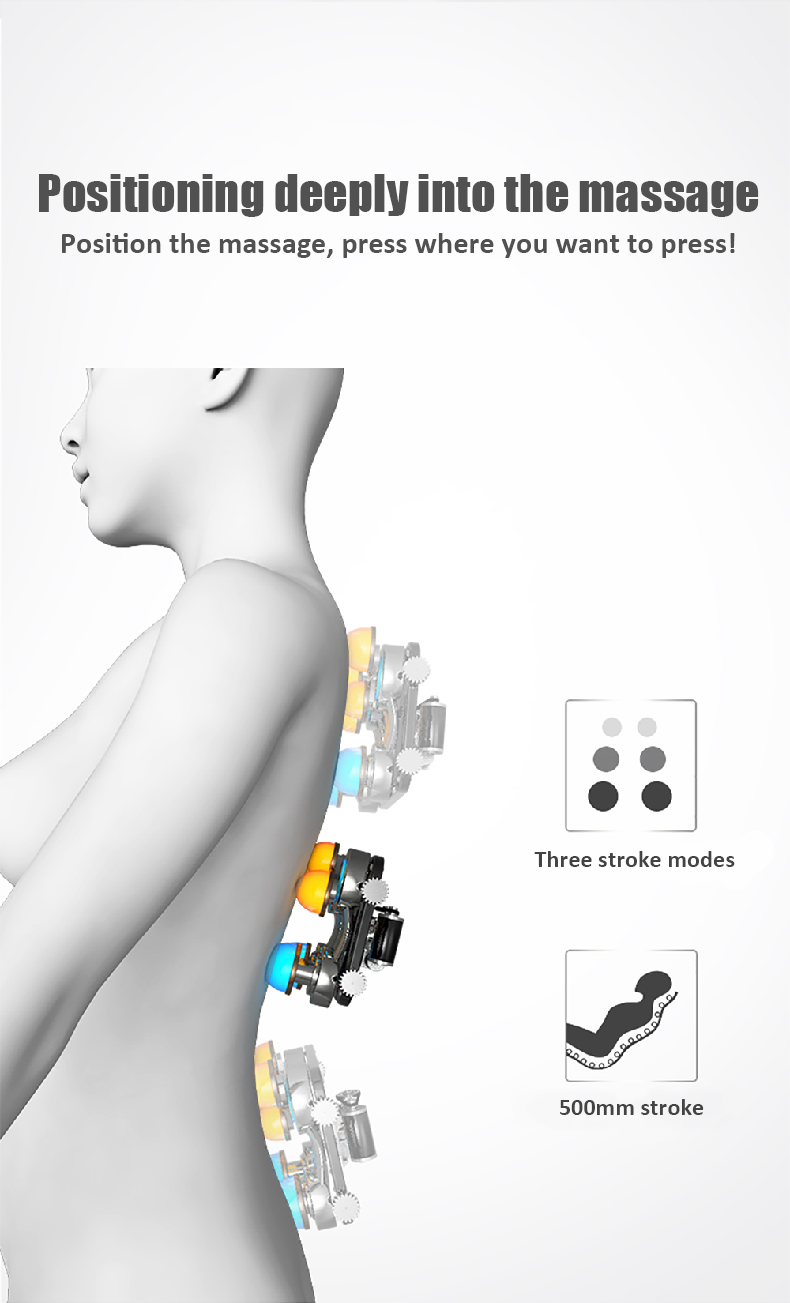 Positioning deeply into the massage
Position the massage, press where you want to press!
Three stroke modes
500mm stroke